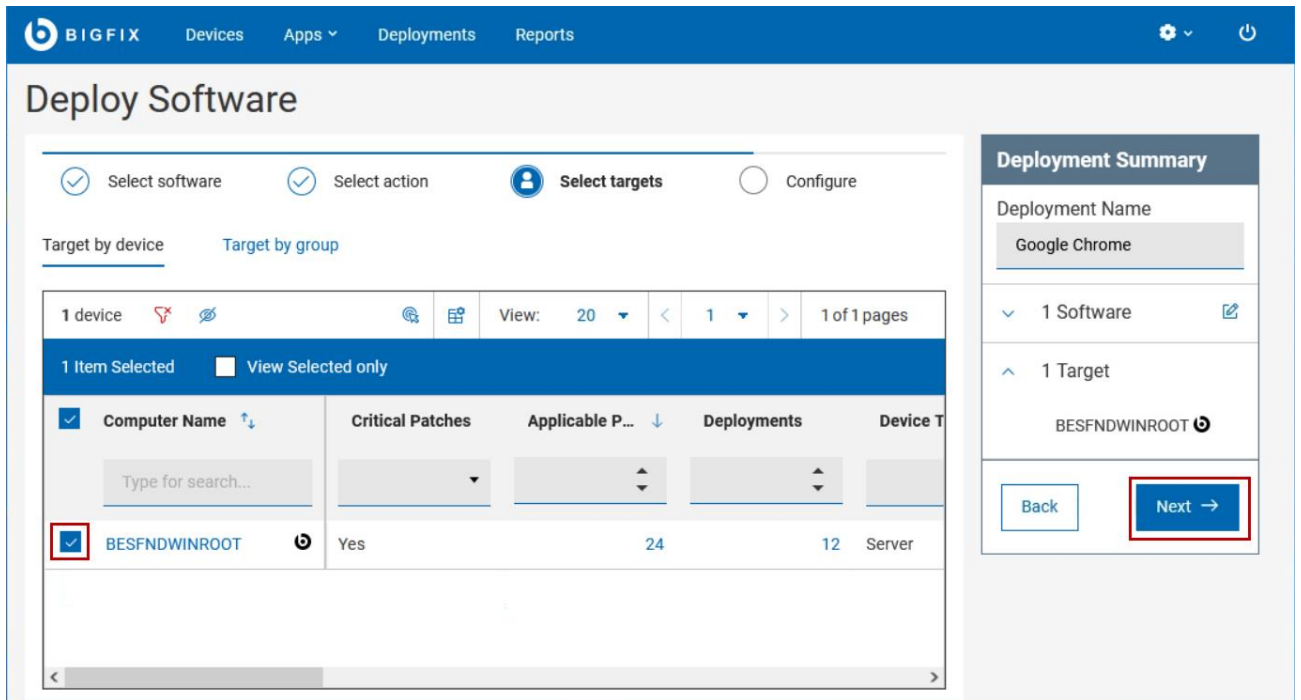 BIGFIX Devices Apps Deployments Reports
Deploy Software
Select software Select action Select targets Configure
Target by device Target by group
1 device View: 20 1 1 of 1 pages
1 Item Selected View Selected only
Computer Name Critical Patches Applicable P... Deployments Device T
Type for search...
BESFNDWINROOT Yes 24 12 Server
Deployment Summary
Deployment Name
Google Chrome
1 Software
1 Target
BESFNDWINROOT
Back Next →